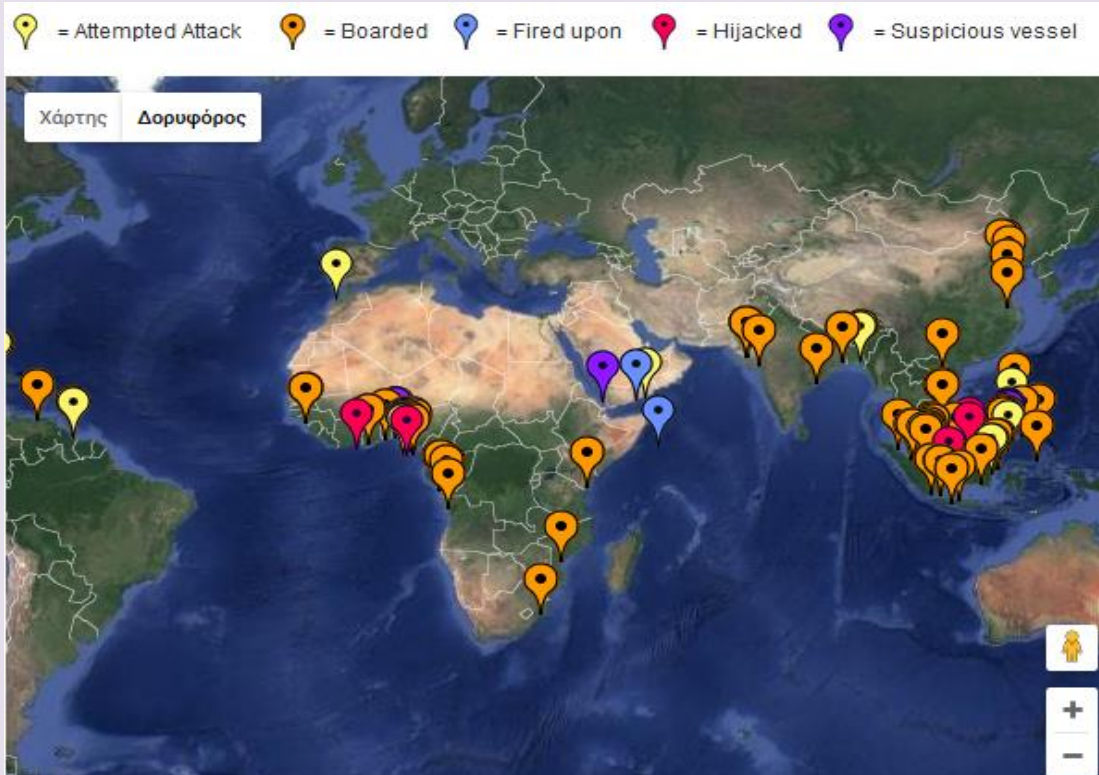 = Attempted Attack = Boarded = Fired upon = Hijacked = Suspicious vessel
Χάρτης Δορυφόρος